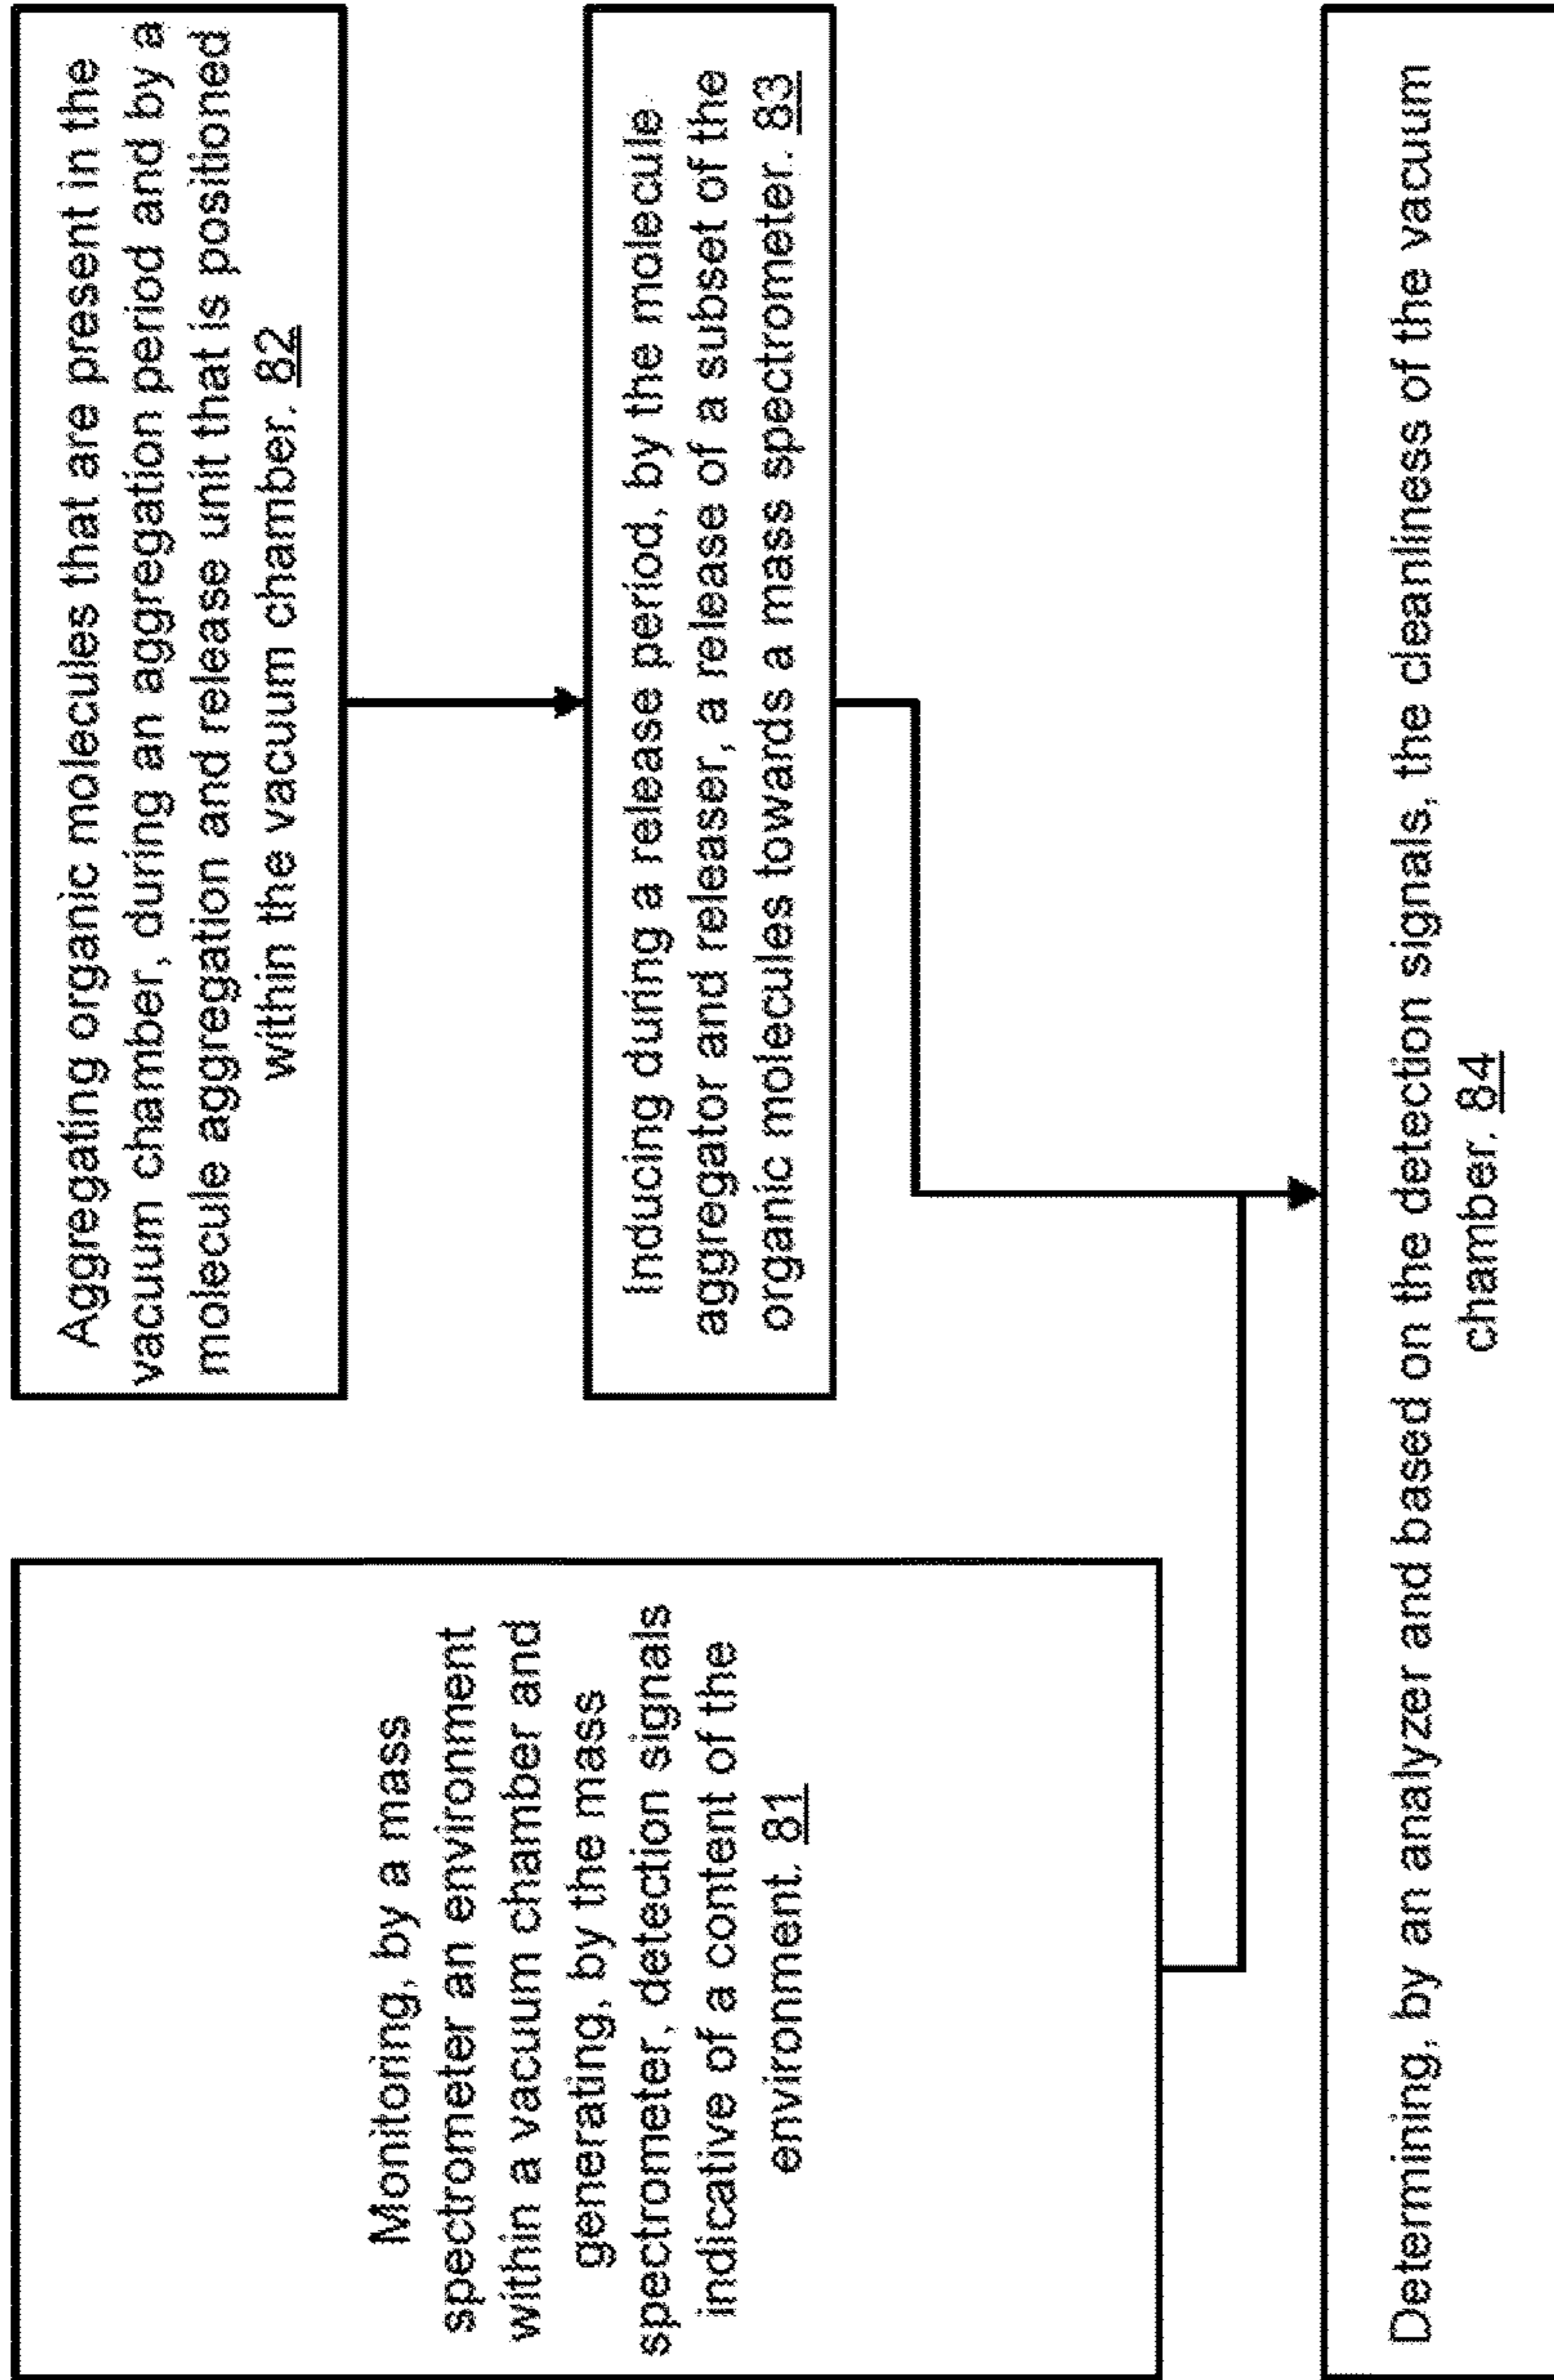 Monitoring, by a mass
spectrometer an environment
within a vacuum chamber and
generating, by the mass
spectrometer, detection signals
indicative of a content of the
environment. 81
Aggregating organic molecules that are present in the
vacuum chamber, during an aggregation period and by a
molecule aggregation and release unit that is positioned
within the vacuum chamber. 82
Inducing during a release period, by the molecule
aggregator and releaser, a release of a subset of the
organic molecules towards a mass spectrometer. 83
Determining, by an analyzer and based on the detection signals, the cleanliness of the vacuum
chamber. 84